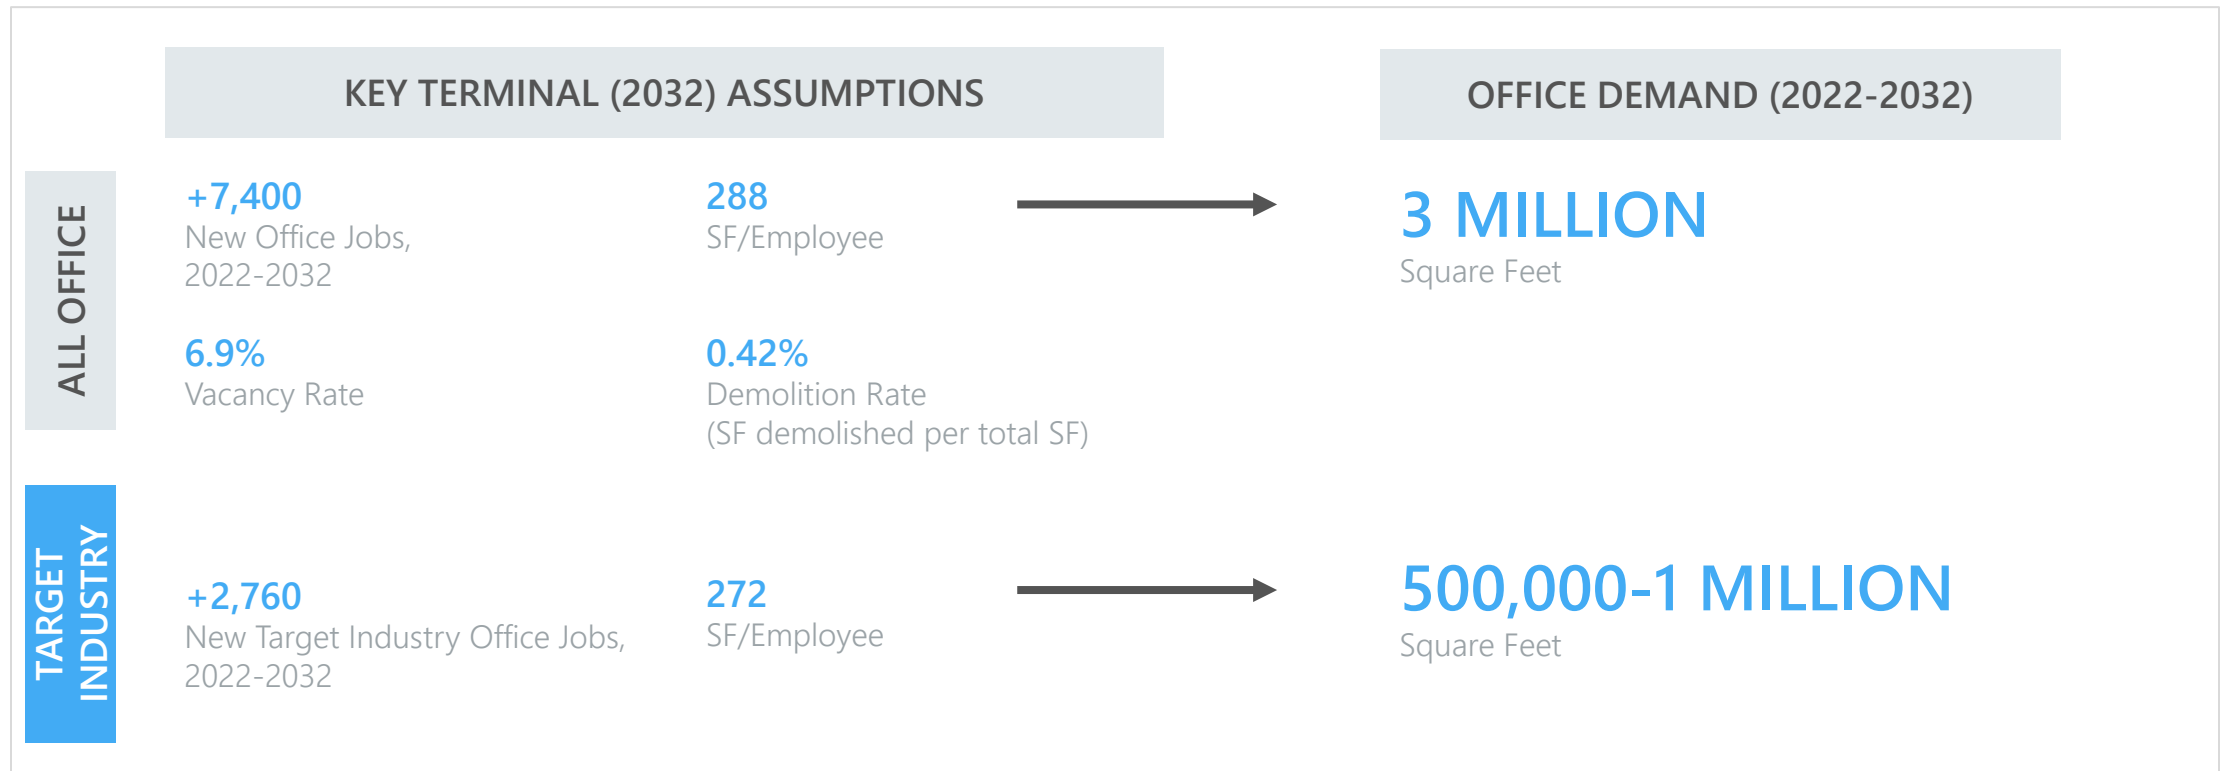 KEY TERMINAL (2032) ASSUMPTIONS
OFFICE DEMAND (2022-2032)
ALL OFFICE
+7,400
New Office Jobs,
2022-2032
288
SF/Employee
3 MILLION
Square Feet
6.9%
Vacancy Rate
0.42%
Demolition Rate
(SF demolished per total SF)
TARGET
INDUSTRY
+2,760
New Target Industry Office Jobs,
2022-2032
272
SF/Employee
500,000-1 MILLION
Square Feet